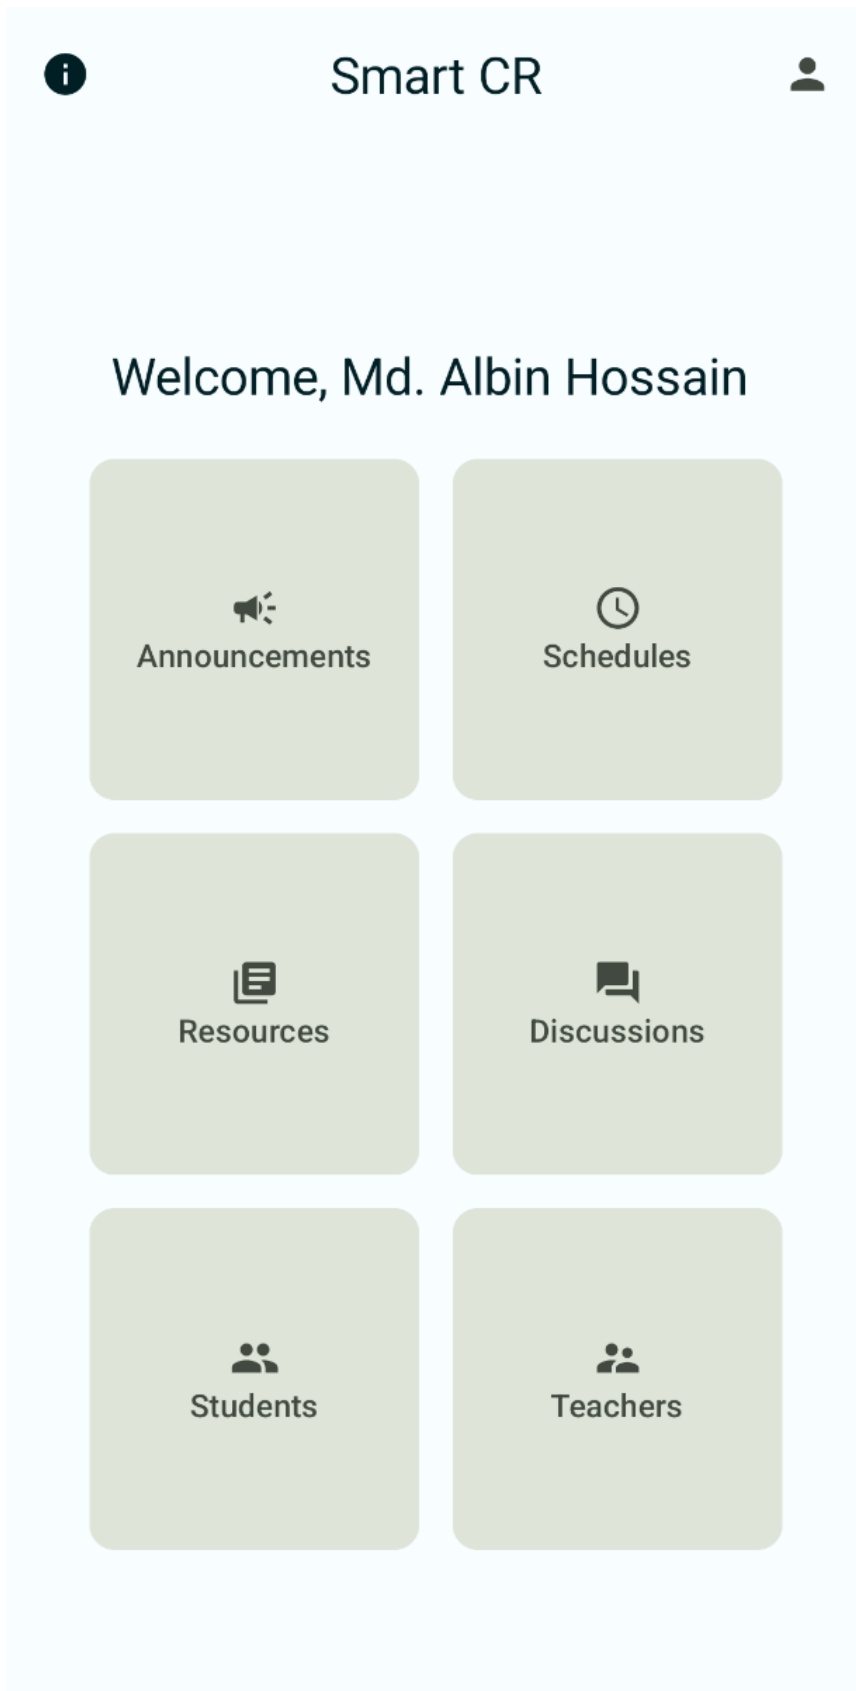 Smart CR
Welcome, Md. Albin Hossain
Announcements
Schedules
Resources
Discussions
Students
Teachers